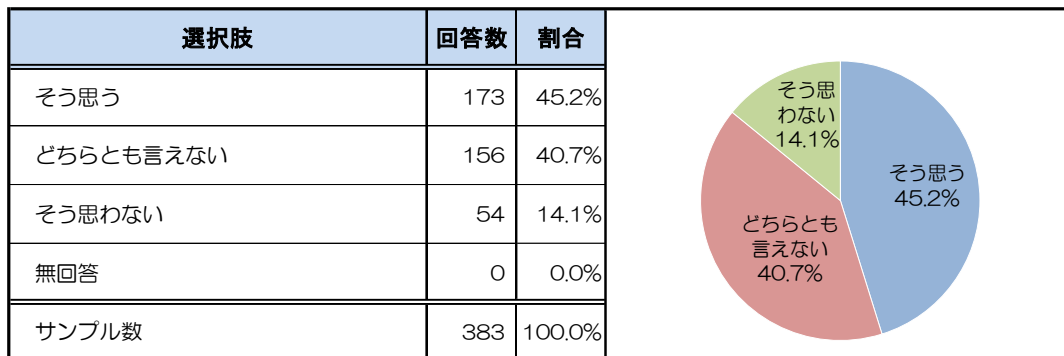 選択肢 回答数 割合
そう思う 173 45.2%
どちらとも言えない 156 40.7%
そう思わない 54 14.1%
無回答 0 0.0%
サンプル数 383 100.0%
そう思
わない
14.1%
そう思う
45.2%
どちらとも
言えない
40.7%